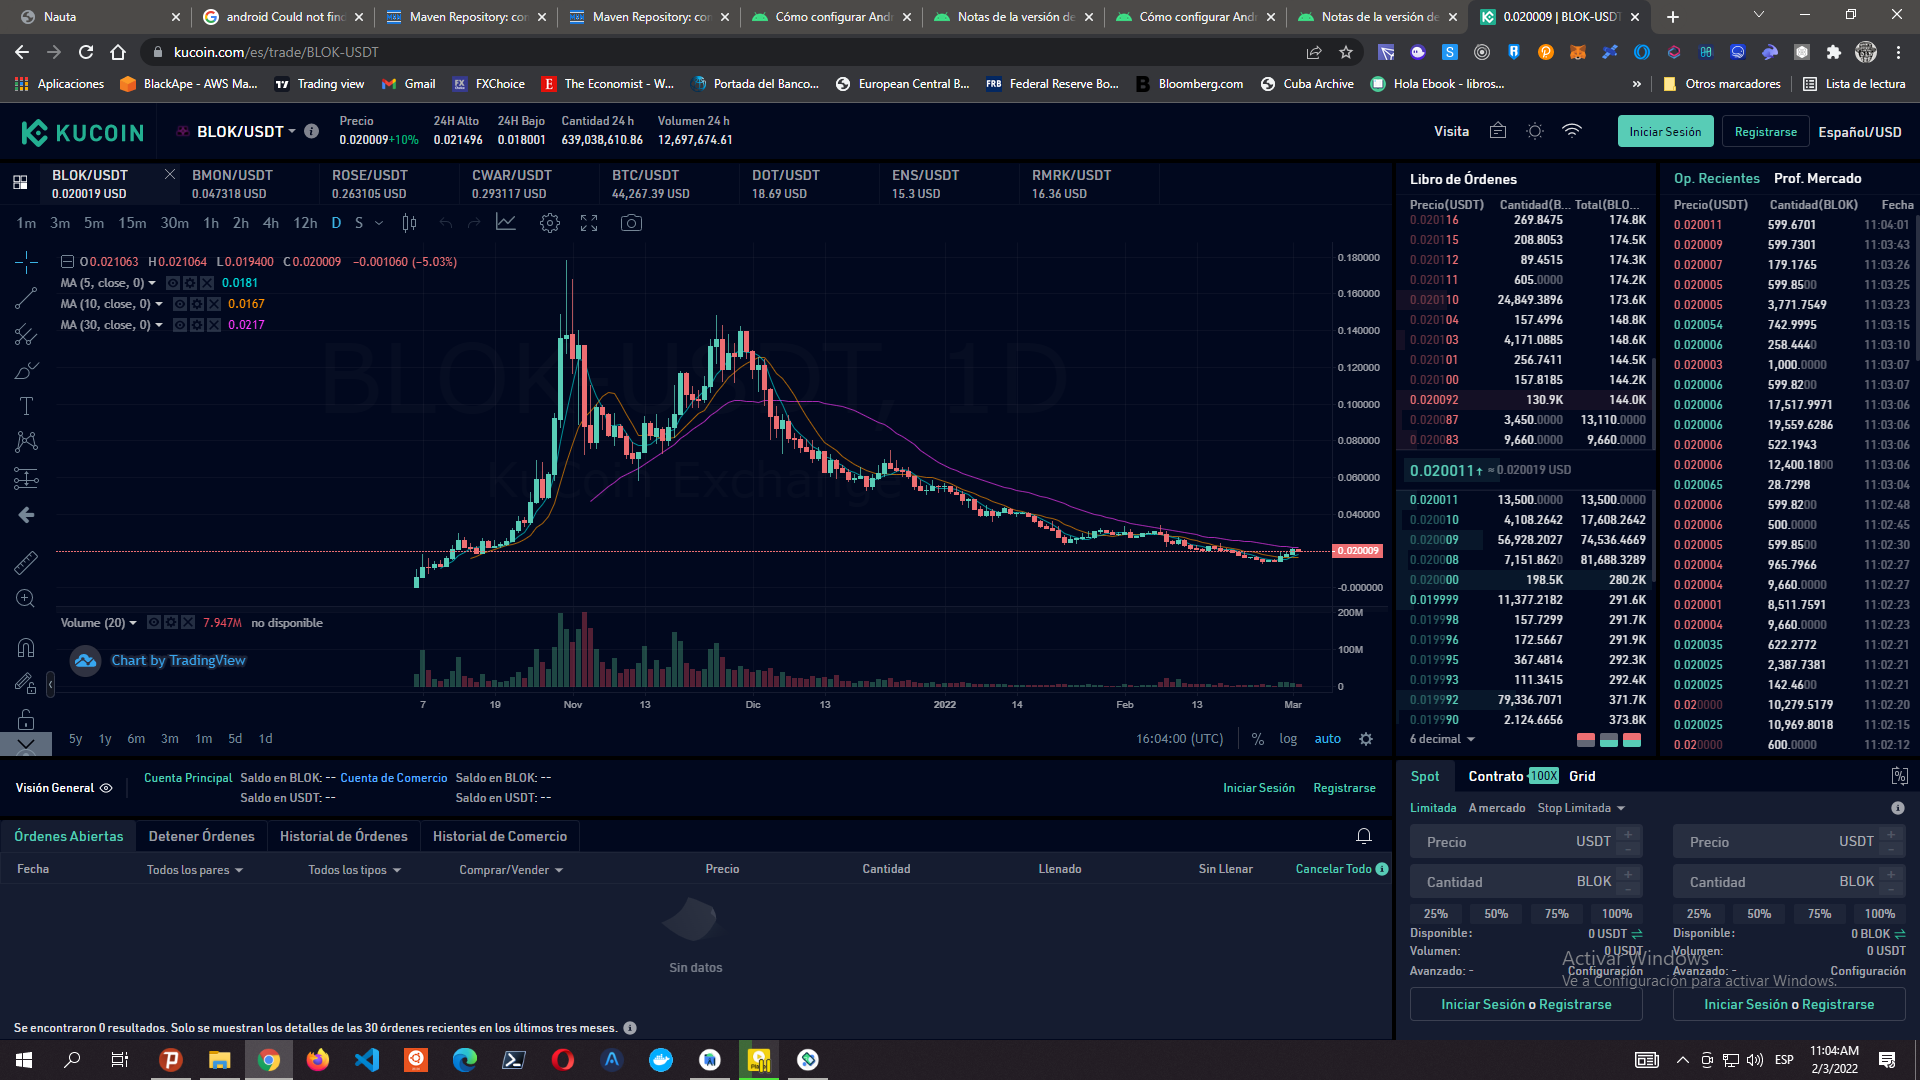 Nauta
android Could not find
Maven Repository: com
Maven Repository: com
Cómo configurar Andr
Notas de la versión de
Cómo configurar Andr
Notas de la versión de
0.020009 | BLOK-USDT
kucoin.com/es/trade/BLOK-USDT
Aplicaciones
BlackApe - AWS Ma...
Trading view
Gmail
FXChoice
The Economist - W...
Portada del Banco...
European Central B...
Federal Reserve Bo...
Bloomberg.com
Cuba Archive
Hola Ebook - libros...
»
Otros marcadores
Lista de lectura
KUCOIN
BLOK/USDT
Precio
0.020009+10%
24H Alto
0.021496
24H Bajo
0.018001
Cantidad 24 h
639,038,610.86
Volumen 24 h
12,697,674.61
Visita
Iniciar Sesión
Registrarse
Español/USD
BLOK/USDT
0.020019 USD
BMON/USDT
0.047318 USD
ROSE/USDT
0.263105 USD
CWAR/USDT
0.293117 USD
BTC/USDT
44,267.39 USD
DOT/USDT
18.69 USD
ENS/USDT
15.3 USD
RMRK/USDT
16.36 USD
1m 3m 5m 15m 30m 1h 2h 4h 12h D S
O0.021063 H0.021064 L0.019400 C0.020009 −0.001060 (−5.03%)
MA (5, close, 0) 0.0181
MA (10, close, 0) 0.0167
MA (30, close, 0) 0.0217
BLOK-USDT, 1D
KuCoin Exchange
0.180000
0.160000
0.140000
0.120000
0.100000
0.080000
0.060000
0.040000
0.020009
-0.000000
Volume (20) 7.947M no disponible
Chart by TradingView
200M
100M
0
7 19 Nov 13 Dic 13 2022 14 Feb 13 Mar
5y 1y 6m 3m 1m 5d 1d
16:04:00 (UTC) % log auto
Libro de Órdenes
Precio(USDT) Cantidad(B... Total(BLO...
0.020116 269.8475 174.8K
0.020115 208.8053 174.5K
0.020112 89.4515 174.3K
0.020111 605.0000 174.2K
0.020110 24,849.3896 173.6K
0.020104 157.4996 148.8K
0.020103 4,171.0885 148.6K
0.020101 256.7411 144.5K
0.020100 157.8185 144.2K
0.020092 130.9K 144.0K
0.020087 3,450.0000 13,110.0000
0.020083 9,660.0000 9,660.0000
0.020011↑ ≈0.020019 USD
0.020011 13,500.0000 13,500.0000
0.020010 4,108.2642 17,608.2642
0.020009 56,928.2027 74,536.4669
0.020008 7,151.8620 81,688.3289
0.020000 198.5K 280.2K
0.019999 11,377.2182 291.6K
0.019998 157.7299 291.7K
0.019996 172.5667 291.9K
0.019995 367.4814 292.3K
0.019993 111.3415 292.4K
0.019992 79,336.7071 371.7K
0.019990 2,124.6656 373.8K
6 decimal
Op. Recientes Prof. Mercado
Precio(USDT) Cantidad(BLOK) Fecha
0.020011 599.6701 11:04:01
0.020009 599.7301 11:03:43
0.020007 179.1765 11:03:26
0.020005 599.8500 11:03:25
0.020005 3,771.7549 11:03:23
0.020054 742.9995 11:03:15
0.020006 258.4440 11:03:10
0.020003 1,000.0000 11:03:07
0.020006 599.8200 11:03:07
0.020006 17,517.9971 11:03:06
0.020006 19,559.6286 11:03:06
0.020006 522.1943 11:03:06
0.020006 12,400.1800 11:03:06
0.020065 28.7298 11:03:04
0.020006 599.8200 11:02:48
0.020006 500.0000 11:02:45
0.020005 599.8500 11:02:30
0.020004 965.7966 11:02:27
0.020004 9,660.0000 11:02:27
0.020001 8,511.7591 11:02:23
0.020004 9,660.0000 11:02:23
0.020035 622.2772 11:02:21
0.020025 2,387.7381 11:02:21
0.020025 142.4600 11:02:21
0.020000 10,279.5179 11:02:20
0.020025 10,969.8018 11:02:15
0.020000 600.0000 11:02:12
Visión General
Cuenta Principal Saldo en BLOK: --
Saldo en USDT: --
Cuenta de Comercio Saldo en BLOK: --
Saldo en USDT: --
Iniciar Sesión Registrarse
Órdenes Abiertas Detener Órdenes Historial de Órdenes Historial de Comercio
Fecha Todos los pares Todos los tipos Comprar/Vender Precio Cantidad Llenado Sin Llenar Cancelar Todo
Sin datos
Se encontraron 0 resultados. Solo se muestran los detalles de las 30 órdenes recientes en los últimos tres meses.
Spot Contrato 100X Grid
Limitada A mercado Stop Limitada
Precio USDT + -
Cantidad BLOK + -
25% 50% 75% 100%
Disponible: 0 USDT
Volumen: 0 USDT
Avanzado: - Configuración
Iniciar Sesión o Registrarse
Precio USDT + -
Cantidad BLOK + -
25% 50% 75% 100%
Disponible: 0 BLOK
Volumen: 0 USDT
Avanzado: - Configuración
Iniciar Sesión o Registrarse
Activar Windows
Ve a Configuración para activar Windows.
ESP
11:04:AM
2/3/2022